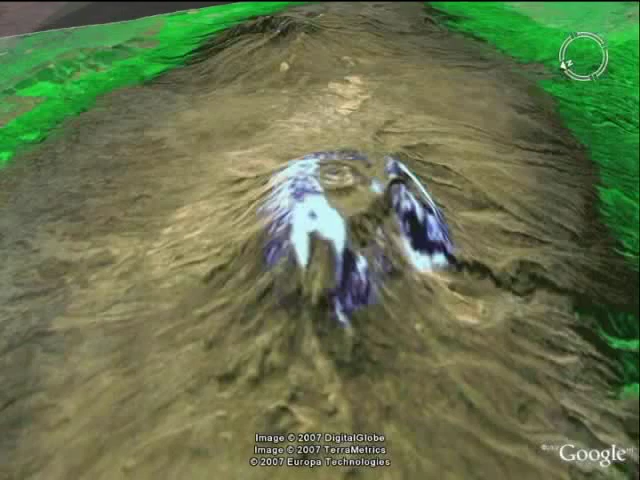 N
Image © 2007 DigitalGlobe
Image © 2007 TerraMetrics
© 2007 Europa Technologies
Google